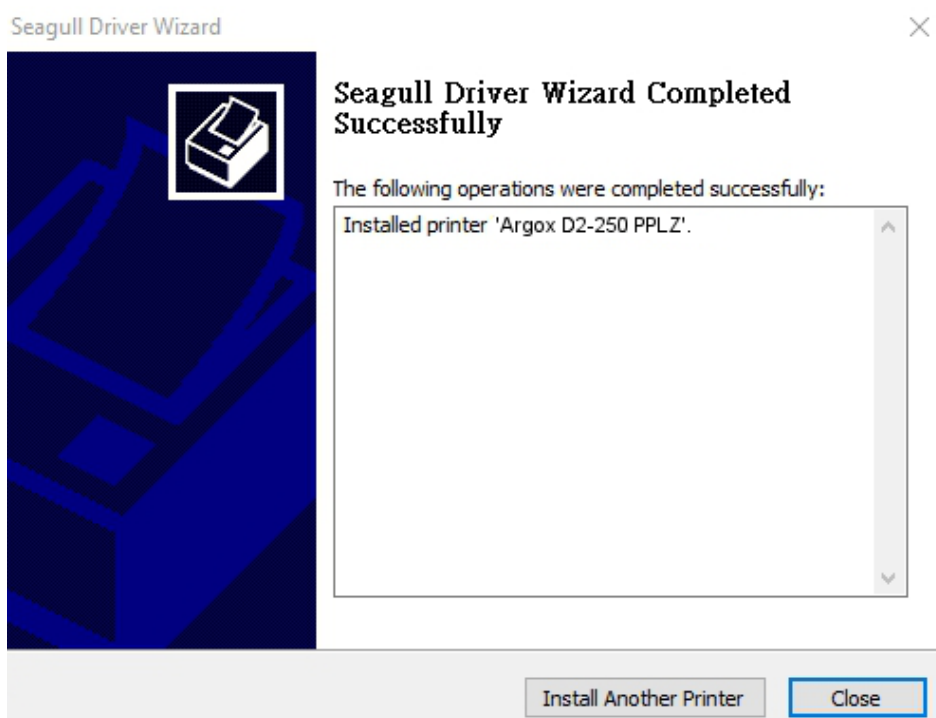 Seagull Driver Wizard
Seagull Driver Wizard Completed
Successfully
The following operations were completed successfully:
Installed printer 'Argox D2-250 PPLZ'.
Install Another Printer
Close